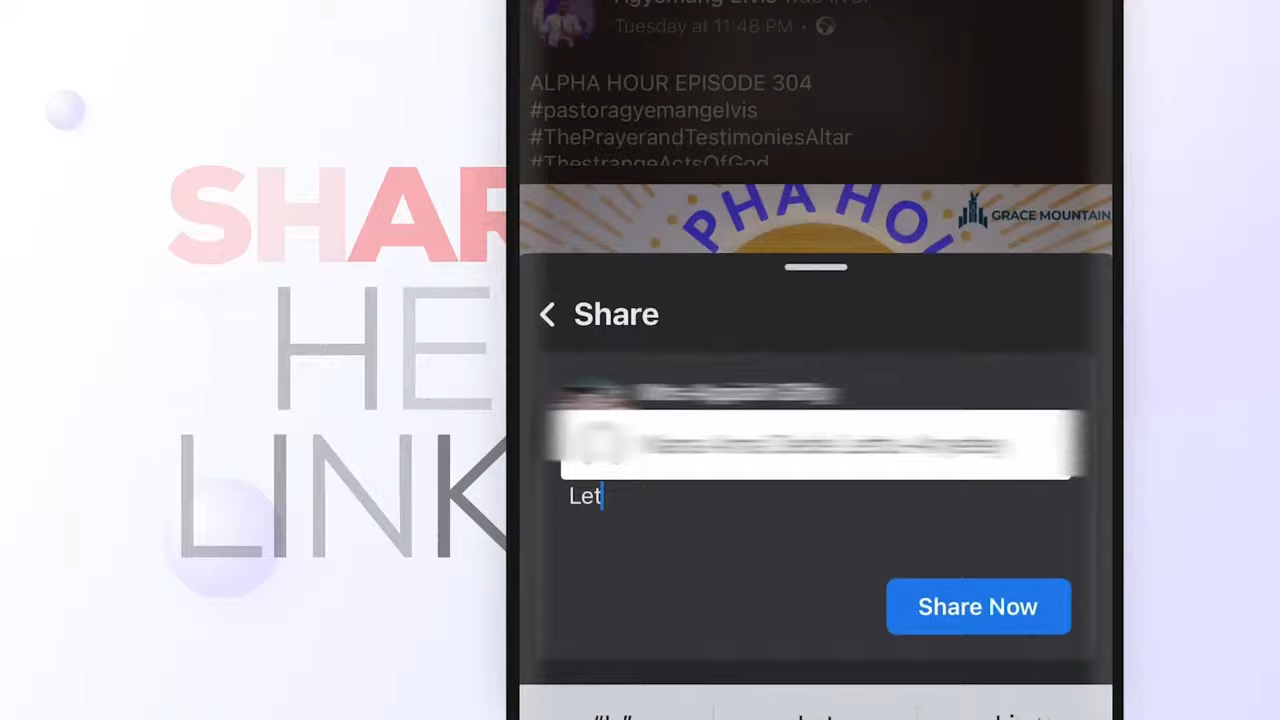 Tuesday at 11:48 PM
ALPHA HOUR EPISODE 304
#pastoragyemangelvis
#ThePrayerandTestimoniesAltar
#ThestrangeActsOfGod
PHA HO
GRACE MOUNTAIN
SHAR
THE
LINK
Share
Let
Share Now